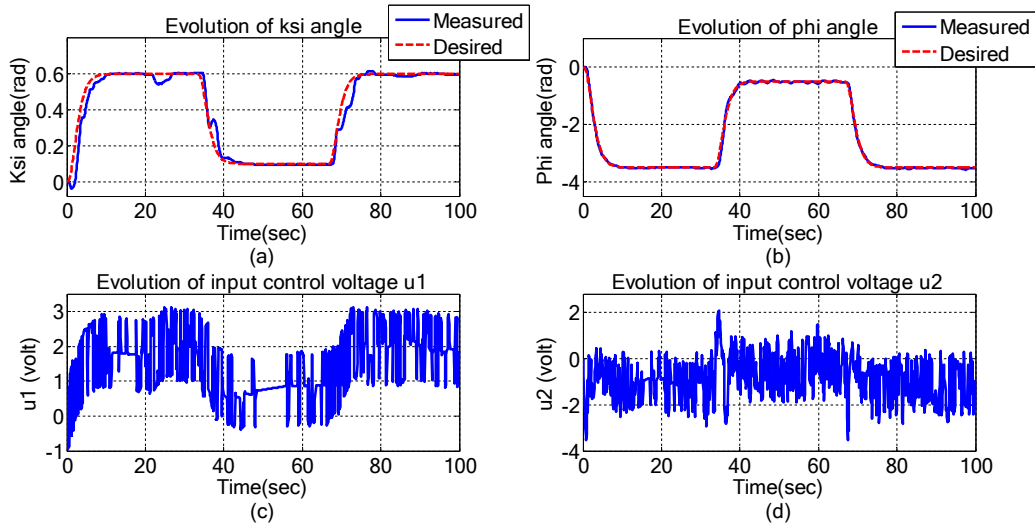 Evolution of ksi angle
Measured
Desired
Ksi angle(rad)
0.6
0.4
0.2
0
0 20 40 60 80 100
Time(sec)
(a)
Evolution of phi angle
Measured
Desired
Phi angle(rad)
0
-2
-4
0 20 40 60 80 100
Time(sec)
(b)
Evolution of input control voltage u1
u1 (volt)
3
2
1
0
-1
0 20 40 60 80 100
Time(sec)
(c)
Evolution of input control voltage u2
u2 (volt)
2
0
-2
-4
0 20 40 60 80 100
Time(sec)
(d)